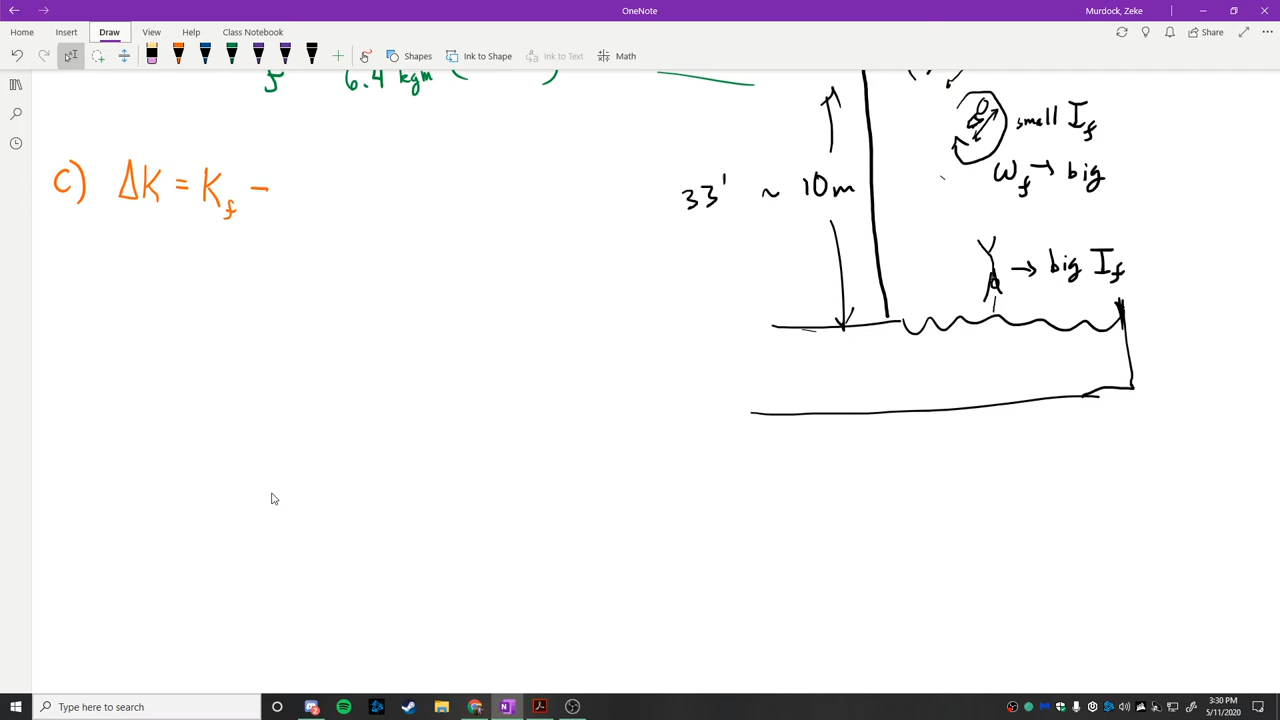 OneNote
Murdock, Zeke
Home Insert Draw View Help Class Notebook
Share
Shapes Ink to Shape Ink to Text Math
6.4 kgm (       )
C) ΔK = K_f −
small I_f
ω_f → big
33' ~ 10m
→ big I_f
Type here to search
3:30 PM
5/11/2020